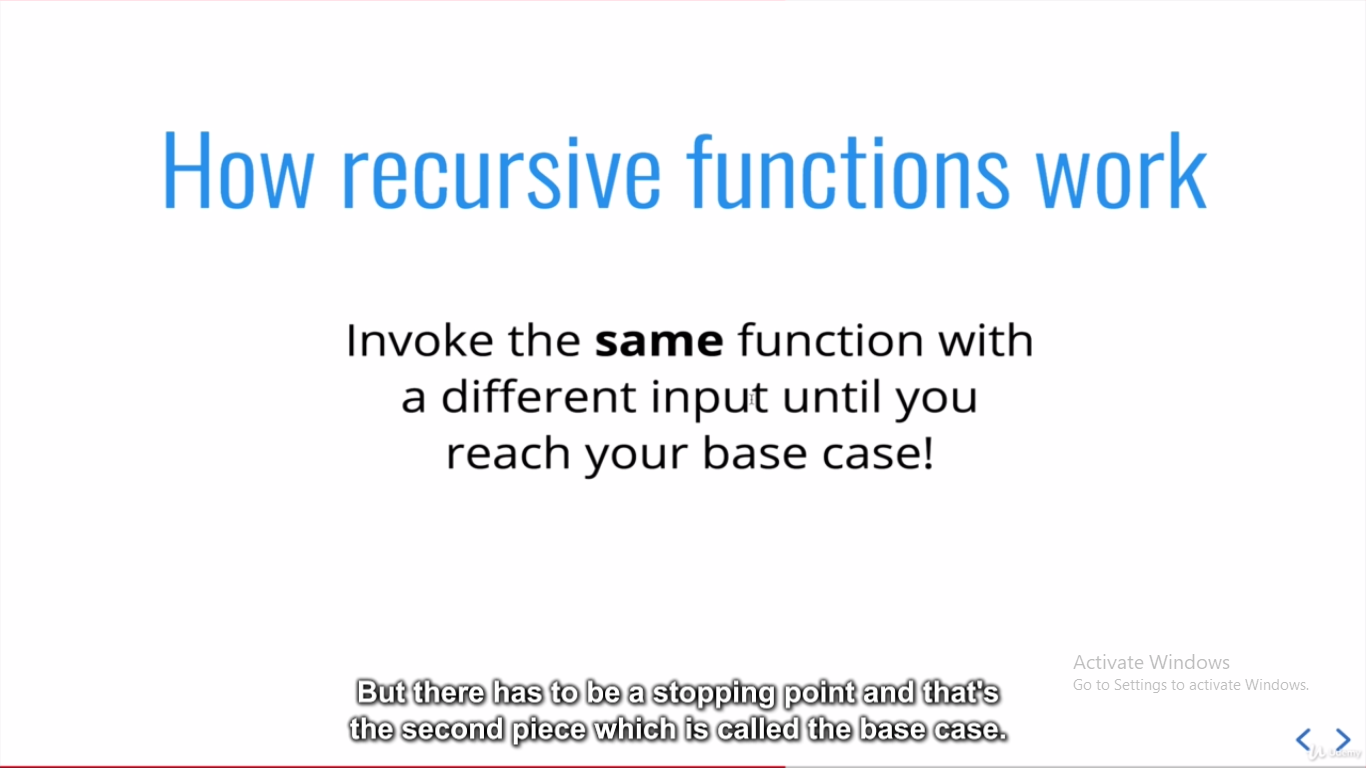 How recursive functions work
Invoke the same function with
a different input until you
reach your base case!
Activate Windows
Go to Settings to activate Windows.
But there has to be a stopping point and that's
the second piece which is called the base case.
Udemy